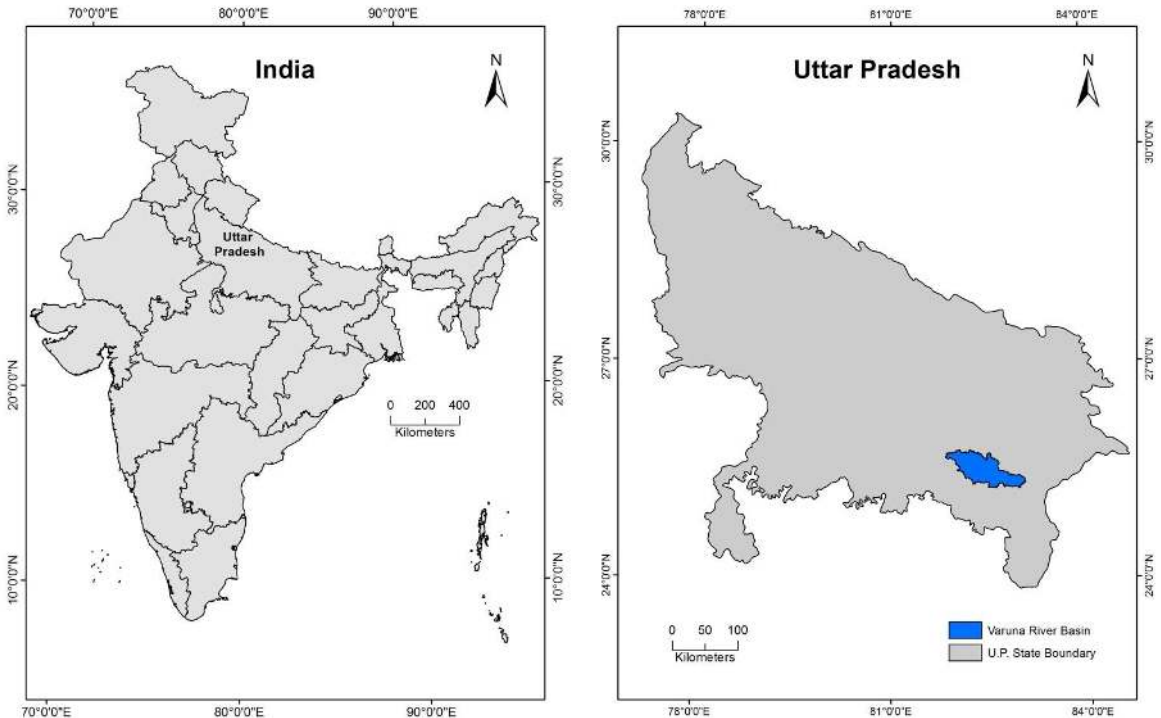 70°0'0"E 80°0'0"E 90°0'0"E
India
N
30°0'0"N
30°0'0"N
Uttar
Pradesh
20°0'0"N
20°0'0"N
0 200 400
Kilometers
10°0'0"N
10°0'0"N
70°0'0"E 80°0'0"E 90°0'0"E
78°0'0"E 81°0'0"E 84°0'0"E
Uttar Pradesh
N
30°0'0"N
30°0'0"N
27°0'0"N
27°0'0"N
24°0'0"N
24°0'0"N
0 50 100
Kilometers
Varuna River Basin
U.P. State Boundary
78°0'0"E 81°0'0"E 84°0'0"E